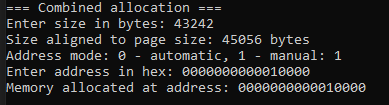 === Combined allocation ===
Enter size in bytes: 43242
Size aligned to page size: 45056 bytes
Address mode: 0 - automatic, 1 - manual: 1
Enter address in hex: 0000000000010000
Memory allocated at address: 0000000000010000